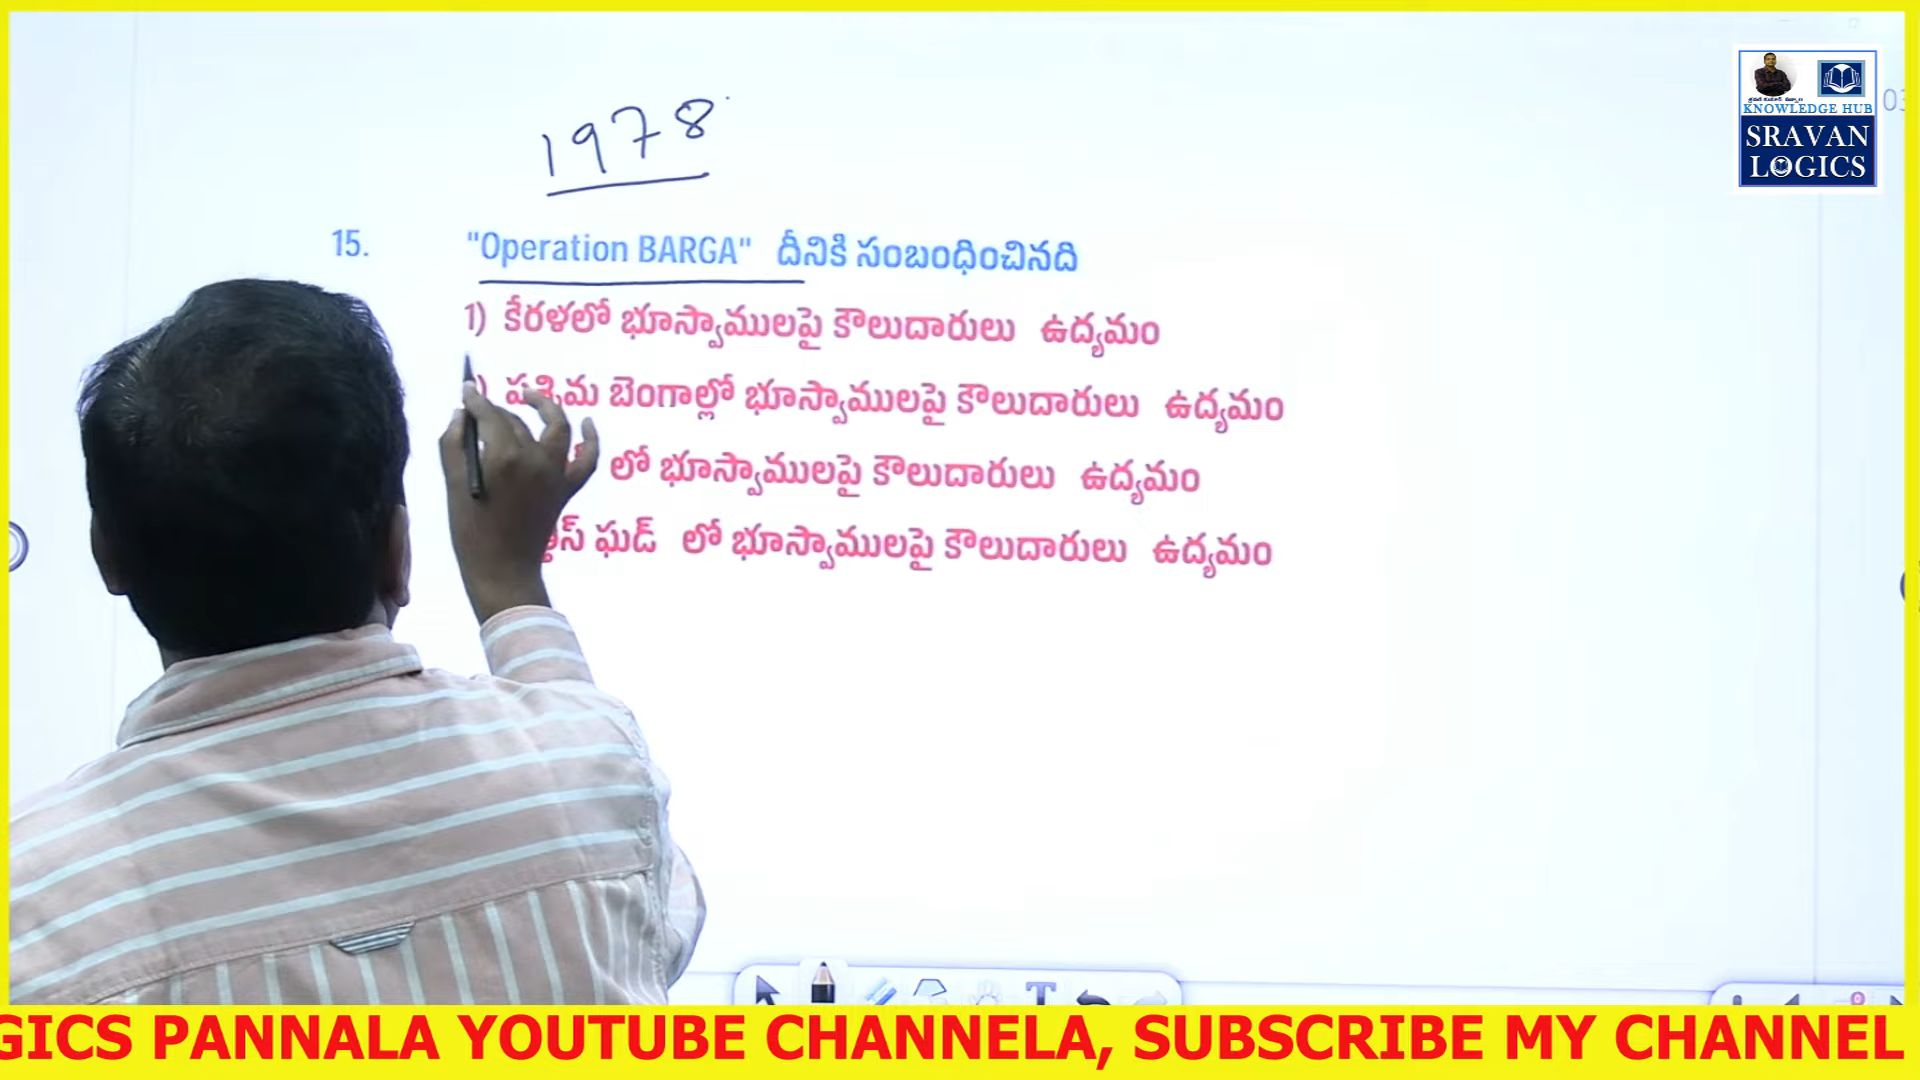 1978
KNOWLEDGE HUB
SRAVAN
LOGICS
15. "Operation BARGA" దీనికి సంబంధించినది
1) కేరళలో భూస్వాములపై కౌలుదారులు ఉద్యమం
పశ్చిమ బెంగాల్లో భూస్వాములపై కౌలుదారులు ఉద్యమం
లో భూస్వాములపై కౌలుదారులు ఉద్యమం
ఘడ్ లో భూస్వాములపై కౌలుదారులు ఉద్యమం
GICS PANNALA YOUTUBE CHANNELA, SUBSCRIBE MY CHANNEL